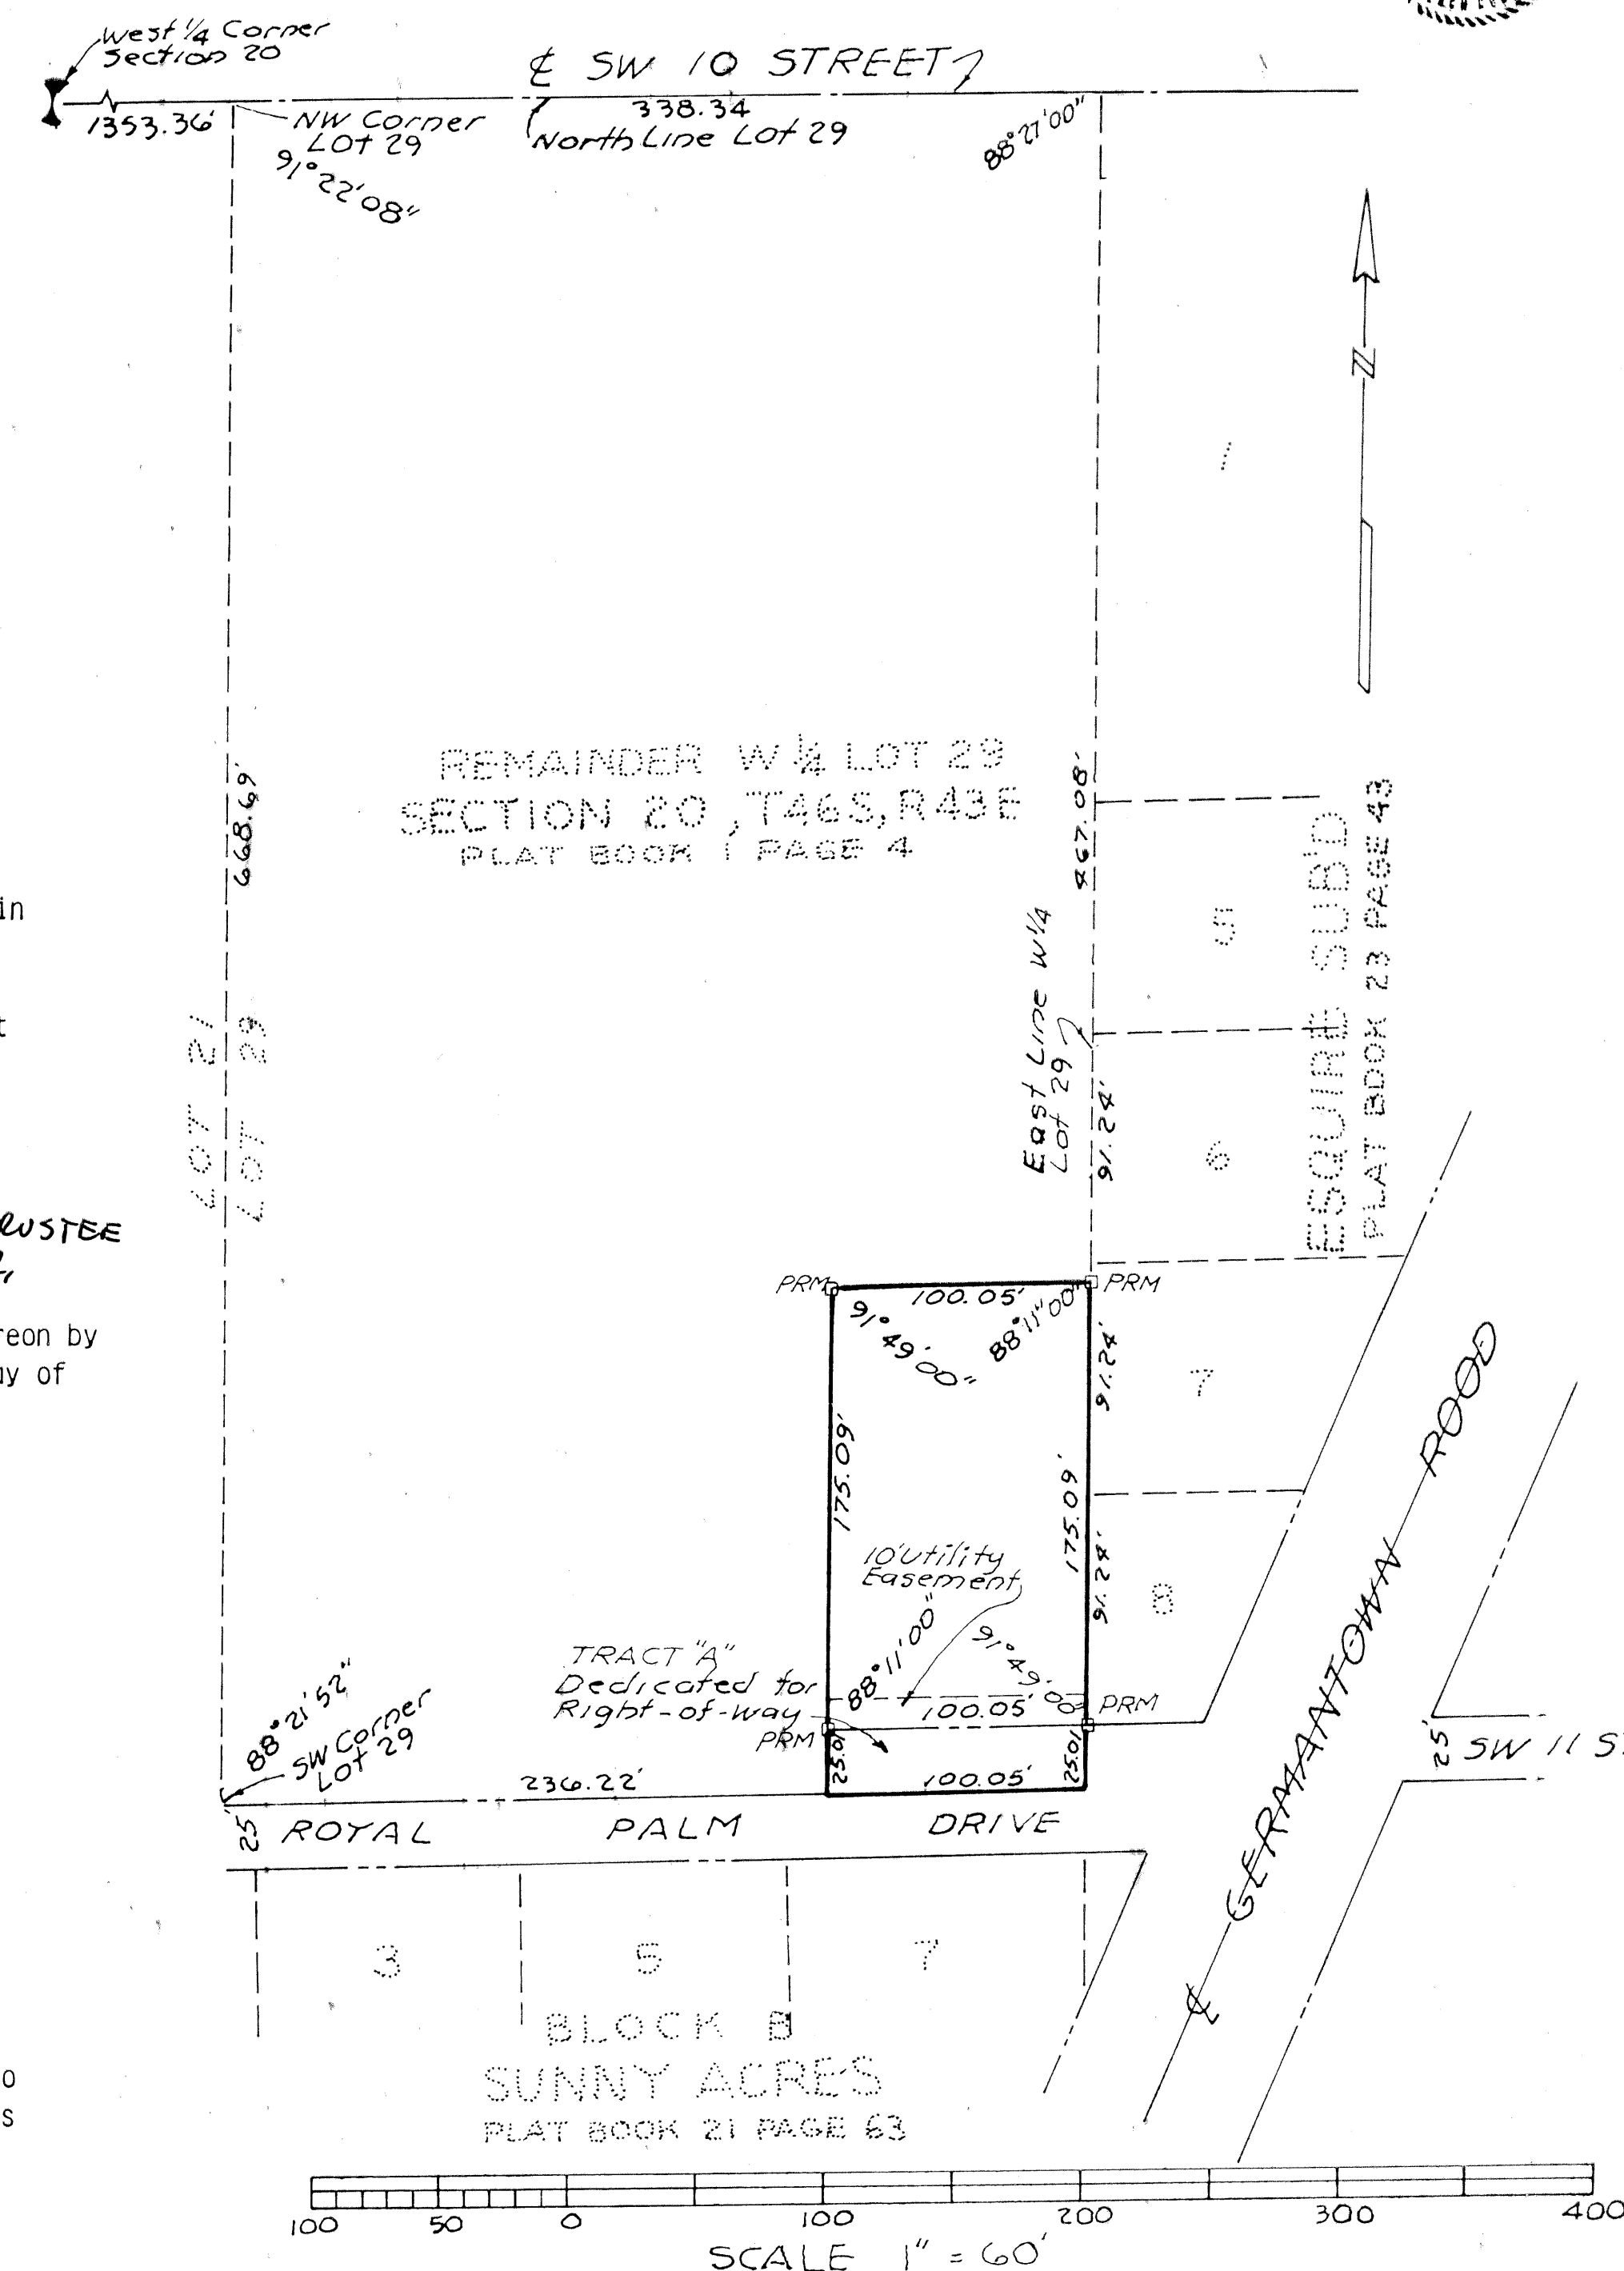 West 1/4 Corner
Section 20
℄ SW 10 STREET
1353.36'
NW Corner
LOT 29
338.34
North Line Lot 29
91°22'08"
88°27'00"
N
1
668.69'
REMAINDER W 1/4 LOT 29
SECTION 20, T46S, R43E
PLAT BOOK 1 PAGE 4
467.08'
in
5
ESQUIRE SUB'D
PLAT BOOK 23 PAGE 43
t
LOT 21
LOT 29
East Line W1/4
Lot 29
91.24'
6
RUSTEE
PRM
100.05'
PRM
91°49'00"
88°11'00"
reon by
ay of
91.24'
7
175.09'
175.09'
10' Utility
Easement
91.24'
8
GERMANTOWN ROAD
℄
TRACT "A"
Dedicated for
Right-of-Way
88°11'00"
91°49'00"
100.05'
PRM
PRM
88°21'52"
SW Corner
LOT 29
25.01
25.01
236.22'
100.05'
25'
SW 11 S
25'
ROYAL PALM DRIVE
3
5
7
BLOCK B
SUNNY ACRES
PLAT BOOK 21 PAGE 63
o
s
100 50 0 100 200 300 400
SCALE 1" = 60'